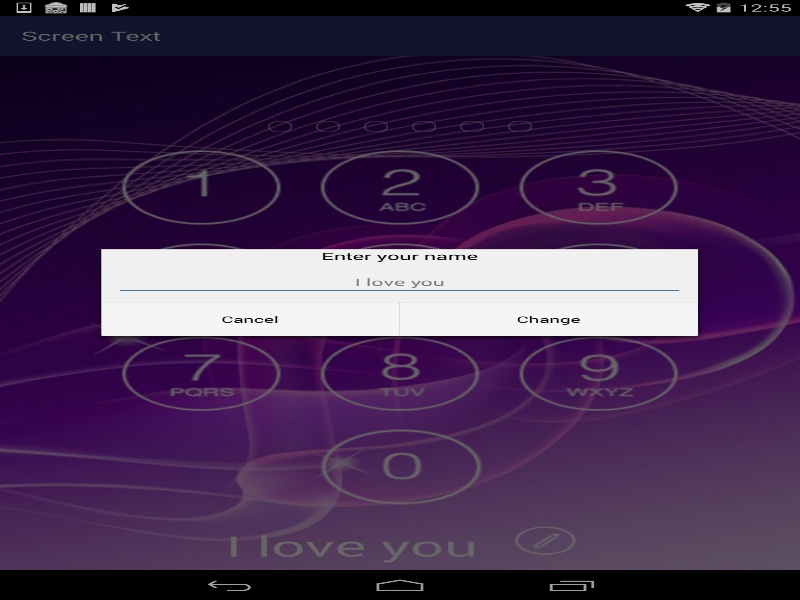 12:55
Screen Text
1
2
ABC
3
DEF
Enter your name
I love you
Cancel
Change
7
PQRS
8
TUV
9
WXYZ
0
I love you